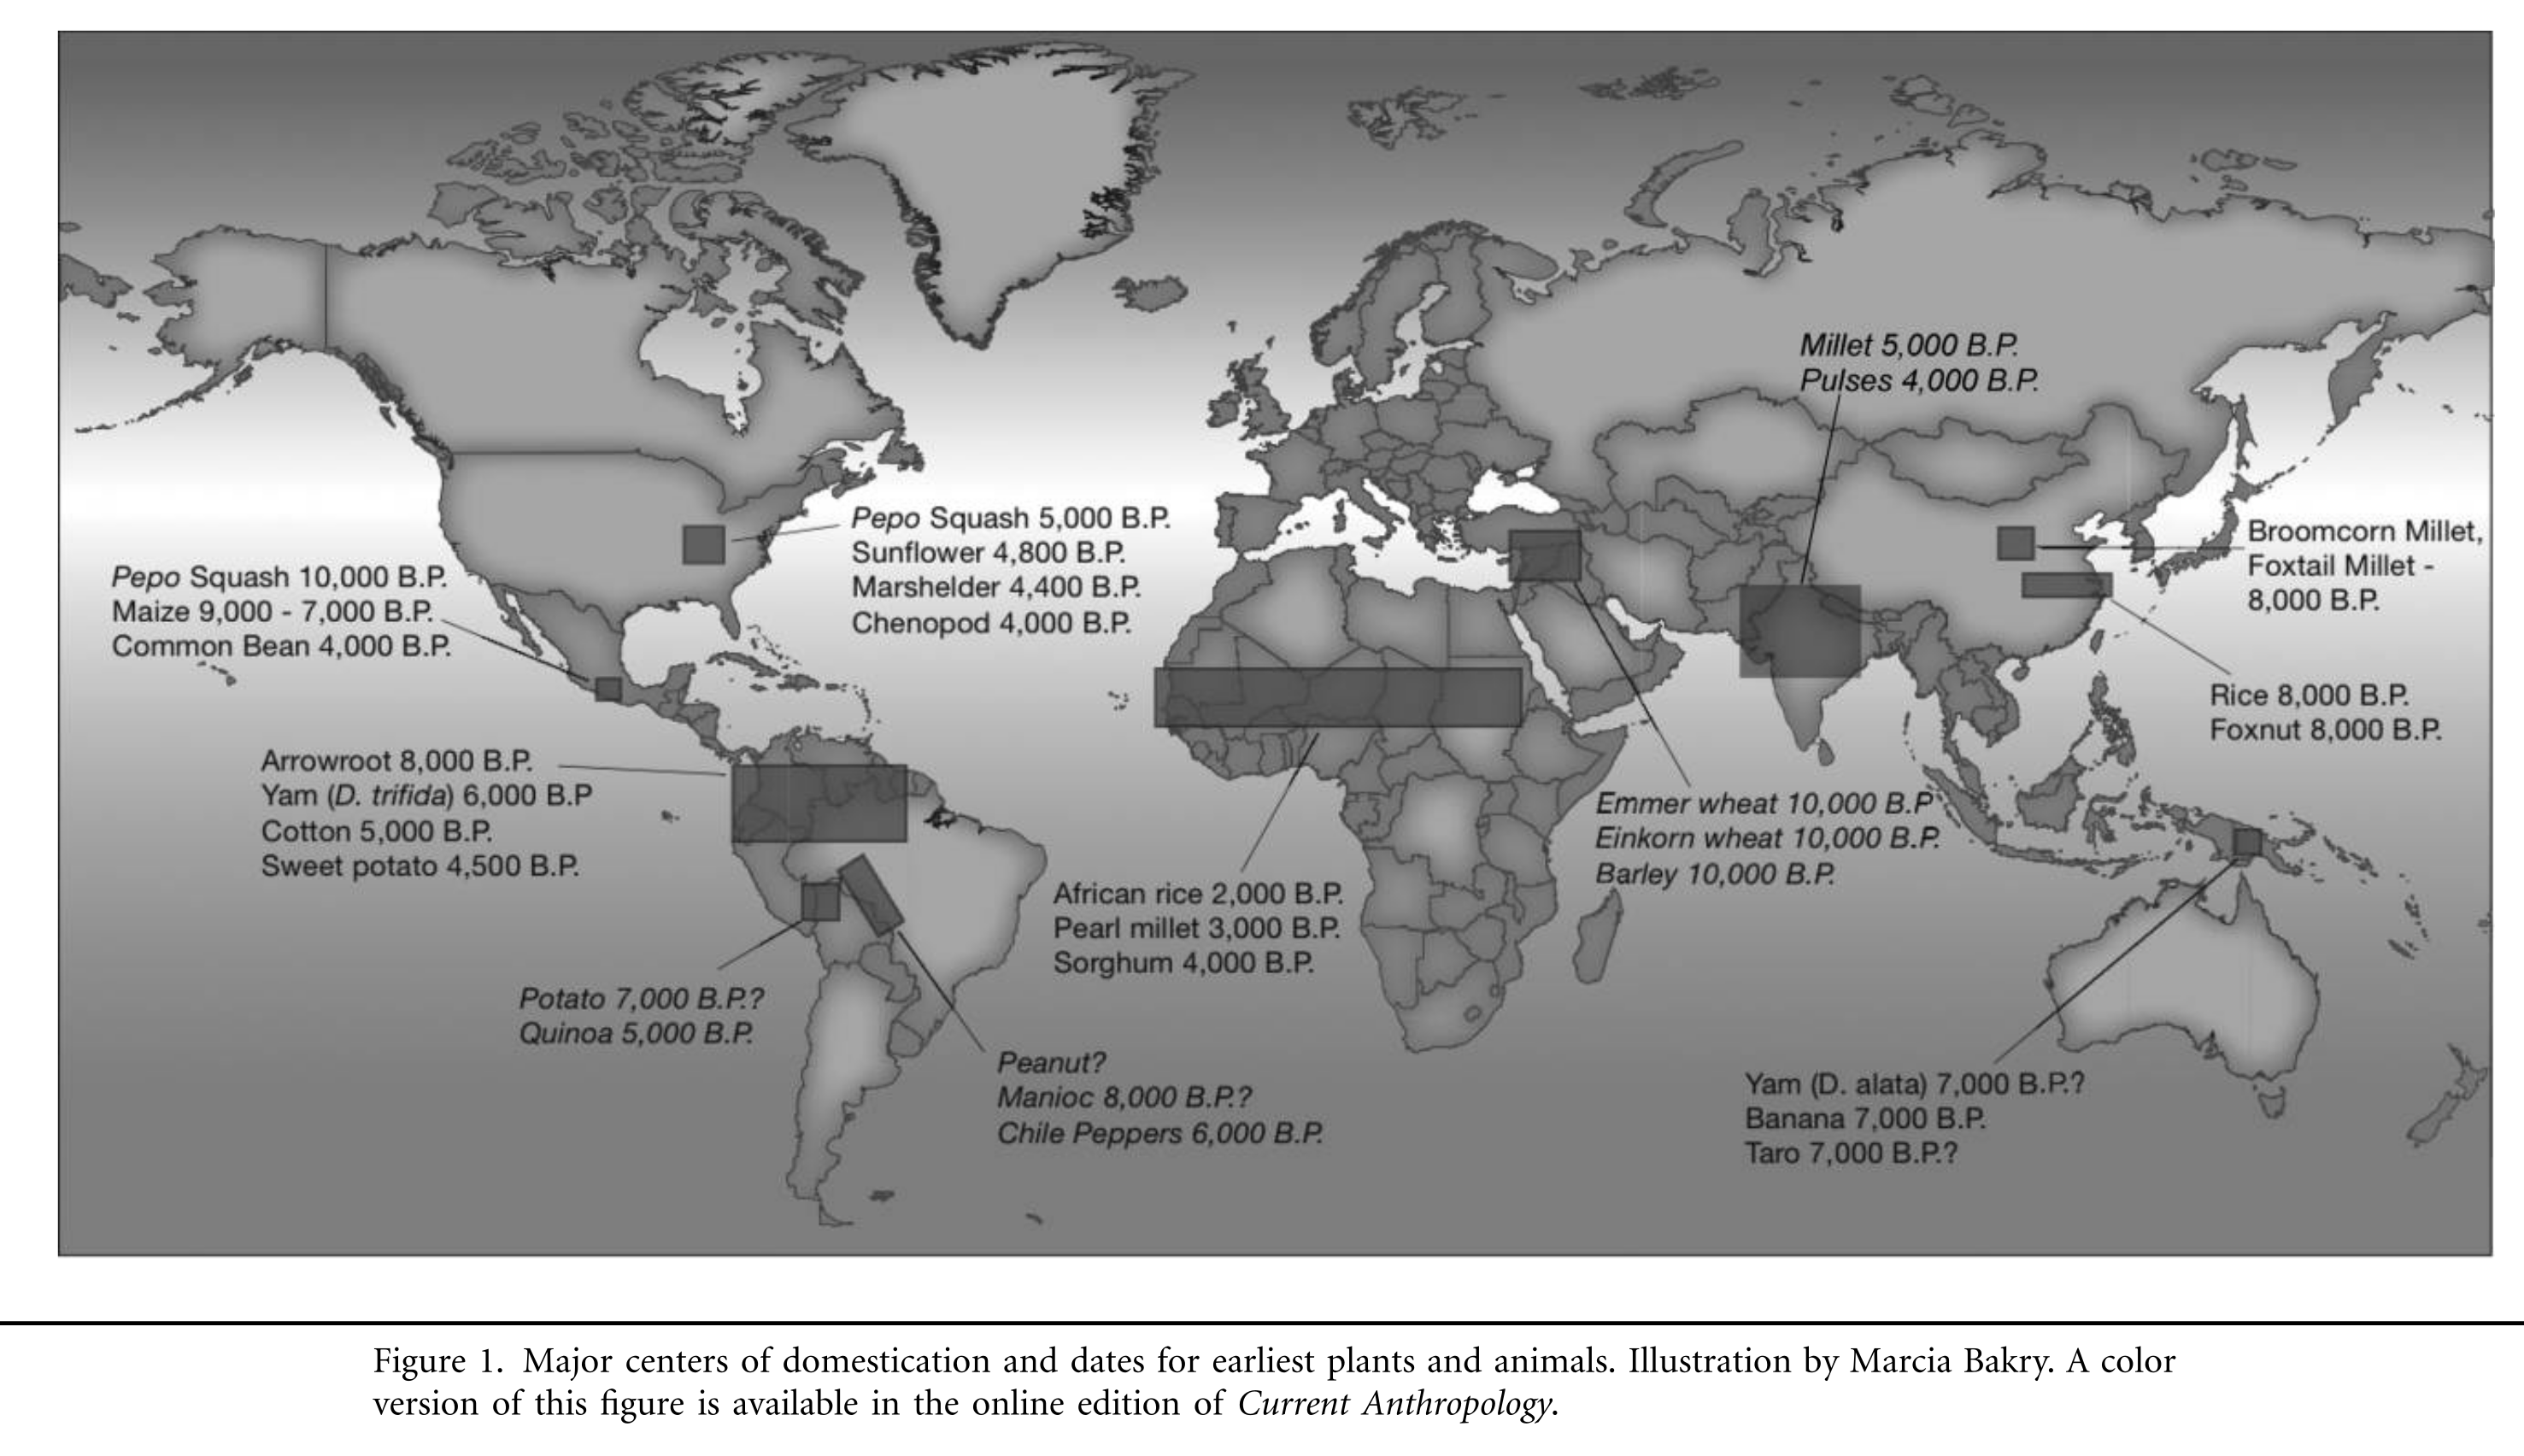 Millet 5,000 B.P.
Pulses 4,000 B.P.
Pepo Squash 5,000 B.P.
Sunflower 4,800 B.P.
Marshelder 4,400 B.P.
Chenopod 4,000 B.P.
Broomcorn Millet,
Foxtail Millet -
8,000 B.P.
Pepo Squash 10,000 B.P.
Maize 9,000 - 7,000 B.P.
Common Bean 4,000 B.P.
Rice 8,000 B.P.
Foxnut 8,000 B.P.
Arrowroot 8,000 B.P.
Yam (D. trifida) 6,000 B.P
Cotton 5,000 B.P.
Sweet potato 4,500 B.P.
Emmer wheat 10,000 B.P
Einkorn wheat 10,000 B.P.
Barley 10,000 B.P.
African rice 2,000 B.P.
Pearl millet 3,000 B.P.
Sorghum 4,000 B.P.
Potato 7,000 B.P.?
Quinoa 5,000 B.P.
Peanut?
Manioc 8,000 B.P.?
Chile Peppers 6,000 B.P.
Yam (D. alata) 7,000 B.P.?
Banana 7,000 B.P.
Taro 7,000 B.P.?
Figure 1. Major centers of domestication and dates for earliest plants and animals. Illustration by Marcia Bakry. A color
version of this figure is available in the online edition of Current Anthropology.